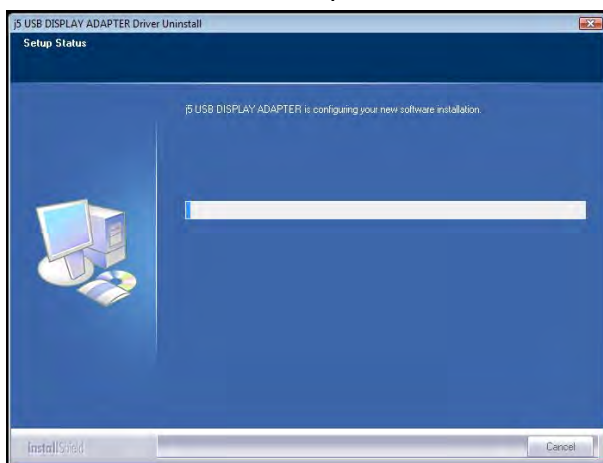 j5 USB DISPLAY ADAPTER Driver Uninstall
Setup Status
j5 USB DISPLAY ADAPTER is configuring your new software installation.
InstallShield
Cancel